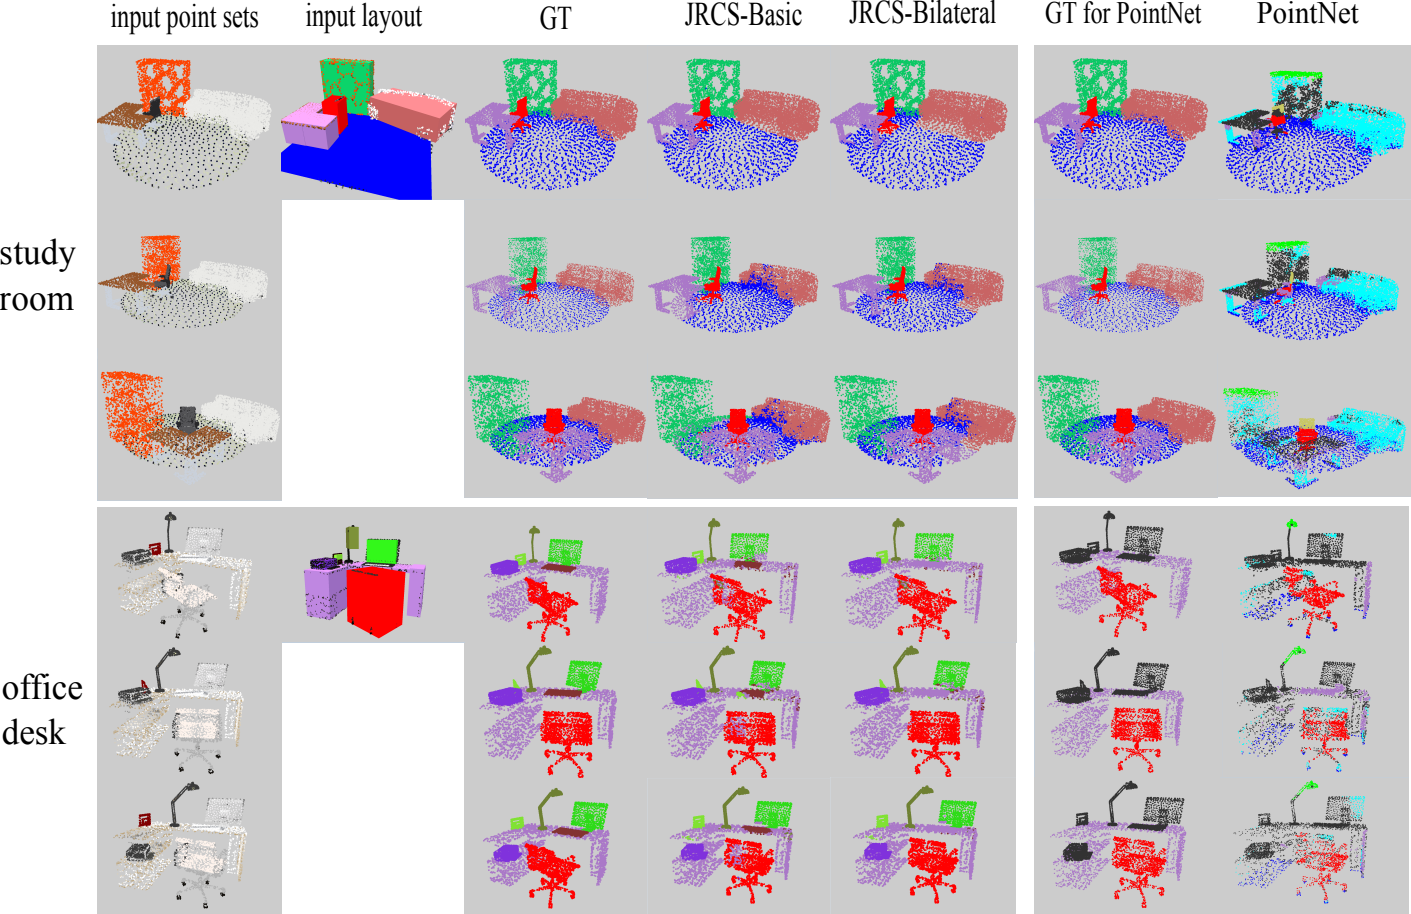 input point sets
input layout
GT
JRCS-Basic
JRCS-Bilateral
GT for PointNet
PointNet
study
room
office
desk